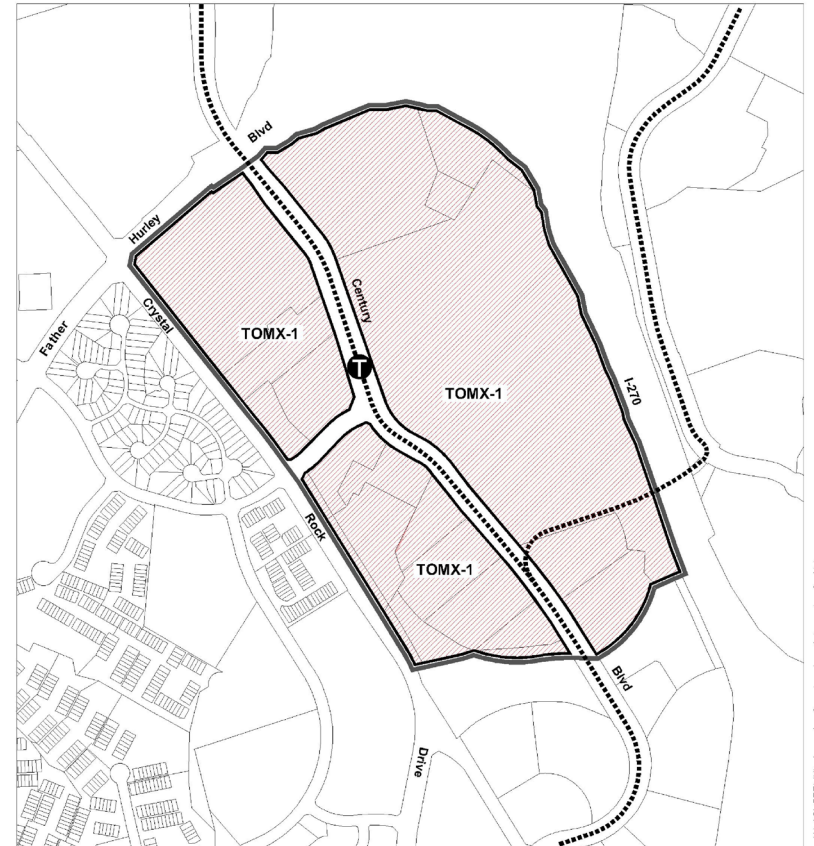 Blvd
Hurley
Father
Crystal
Century
TOMX-1
T
TOMX-1
I-270
Rock
TOMX-1
Blvd
Drive